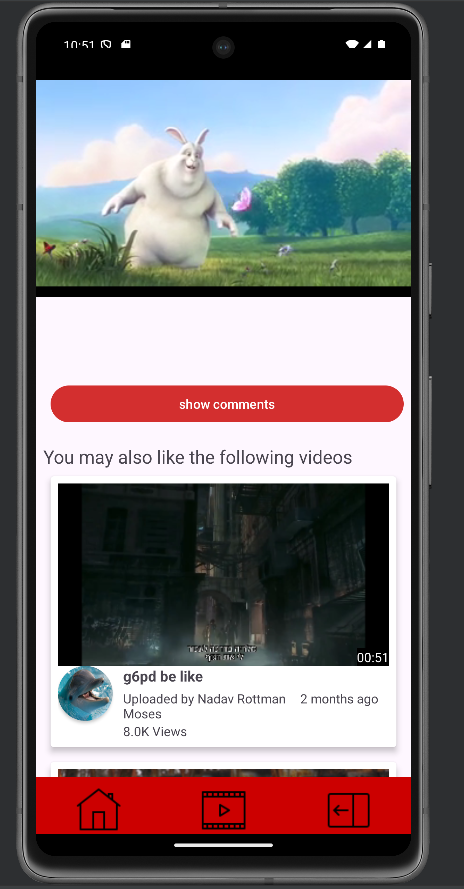 10:51
show comments
You may also like the following videos
00:51
g6pd be like
Uploaded by Nadav Rottman 2 months ago
Moses
8.0K Views